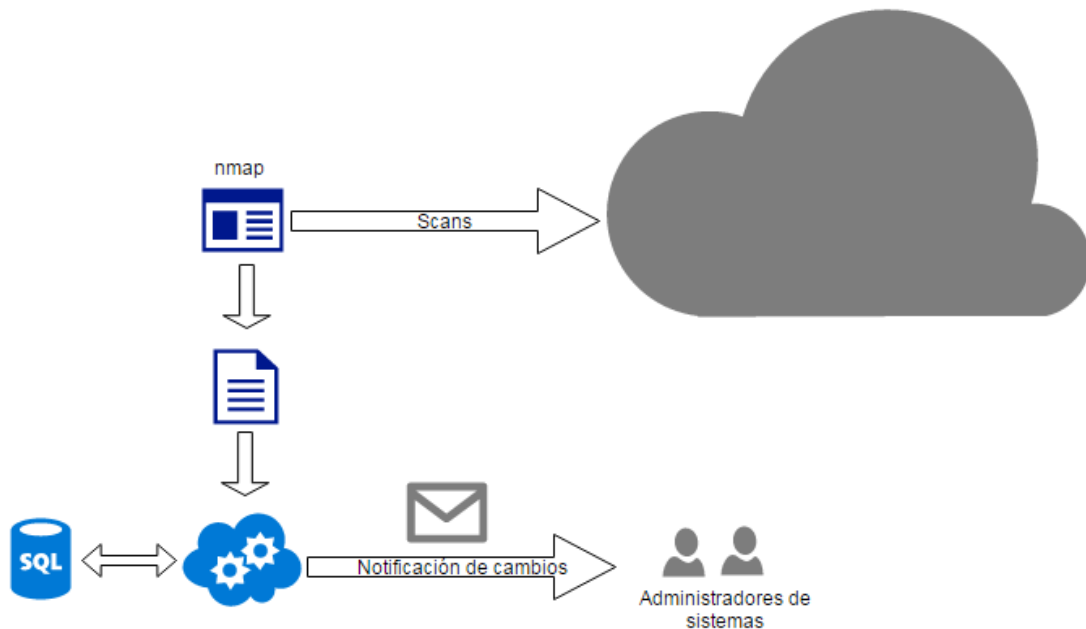 nmap
Scans
SQL
Notificación de cambios
Administradores de
sistemas